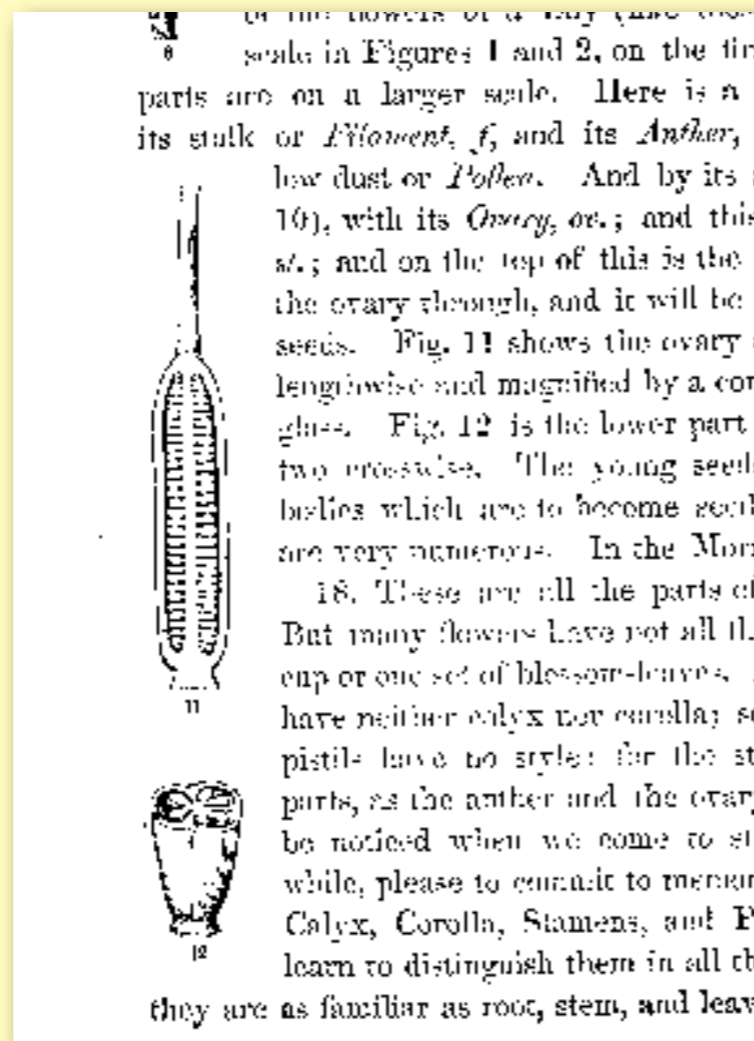 of the flowers of a Lily (like those
scale in Figures 1 and 2, on the fir
parts are on a larger scale. Here is a
its stalk or Filament, f, and its Anther,
low dust or Pollen. And by its
10), with its Ovary, ov.; and this
st.; and on the top of this is the
the ovary through, and it will be
seeds. Fig. 11 shows the ovary
lengthwise and magnified by a com
glass. Fig. 12 is the lower part
two crosswise. The young seeds
bodies which are to become seeds
are very numerous. In the Morn
18. These are all the parts of
But many flowers have not all th
cup or one set of blossom-leaves.
have neither calyx nor corolla; so
pistils have no style: for the st
parts, as the anther and the ovary
be noticed when we come to st
while, please to commit to memor
Calyx, Corolla, Stamens, and P
learn to distinguish them in all th
they are as familiar as root, stem, and leav
11
12